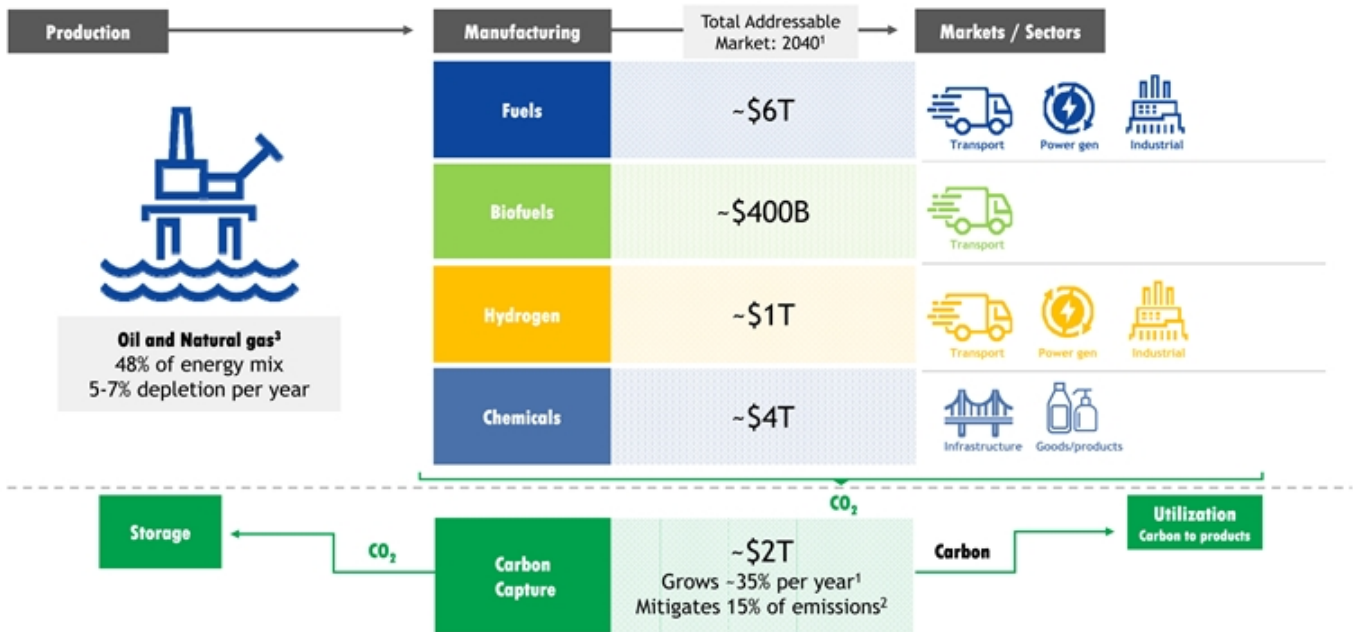 Production
Manufacturing
Total Addressable
Market: 2040¹
Markets / Sectors
Fuels
~$6T
Transport
Power gen
Industrial
Biofuels
~$400B
Transport
Oil and Natural gas³
48% of energy mix
5-7% depletion per year
Hydrogen
~$1T
Transport
Power gen
Industrial
Chemicals
~$4T
Infrastructure
Goods/products
CO₂
Storage
CO₂
Carbon
Capture
~$2T
Grows ~35% per year¹
Mitigates 15% of emissions²
Carbon
Utilization
Carbon to products